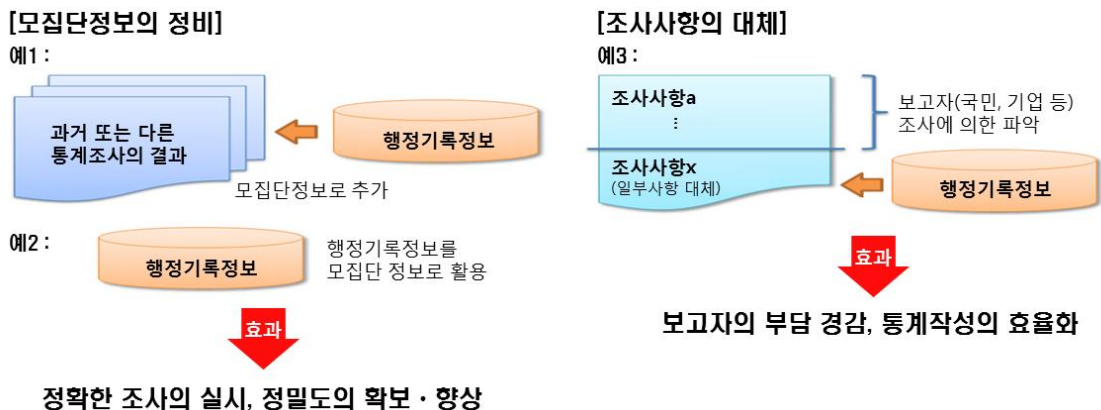 [모집단정보의 정비]
예1 :
과거 또는 다른
통계조사의 결과
행정기록정보
모집단정보로 추가
예2 :
행정기록정보
행정기록정보를
모집단 정보로 활용
효과
정확한 조사의 실시, 정밀도의 확보 · 향상
[조사사항의 대체]
예3 :
조사사항a
⋮
보고자(국민, 기업 등)
조사에 의한 파악
조사사항x
(일부사항 대체)
행정기록정보
효과
보고자의 부담 경감, 통계작성의 효율화